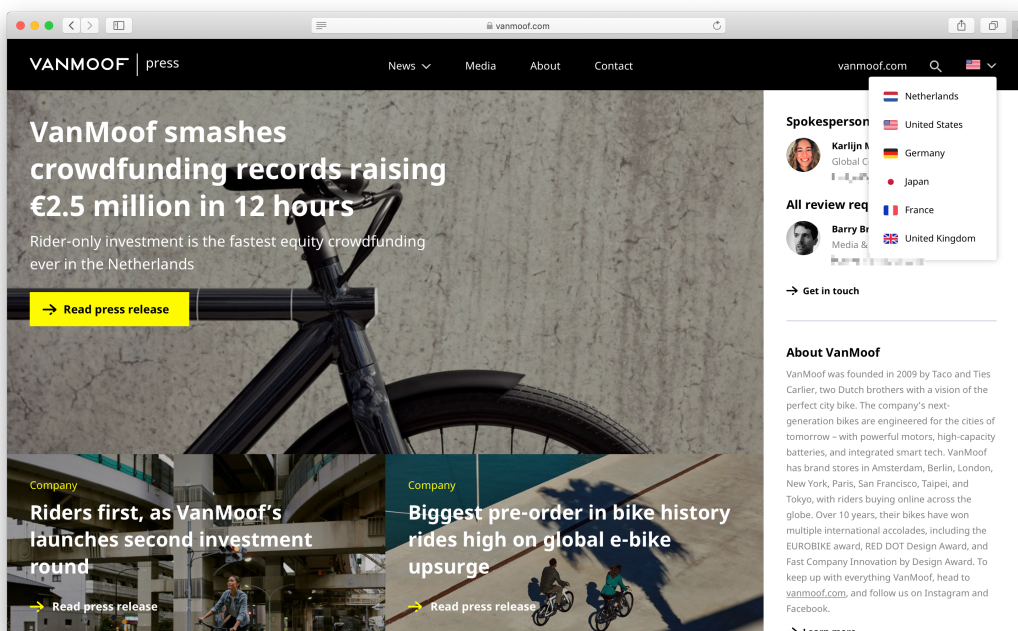 vanmoof.com
VANMOOF press
News
Media
About
Contact
vanmoof.com
Netherlands
United States
Germany
Japan
France
United Kingdom
VanMoof smashes
crowdfunding records raising
€2.5 million in 12 hours
Rider-only investment is the fastest equity crowdfunding
ever in the Netherlands
Read press release
Company
Riders first, as VanMoof’s
launches second investment
round
Read press release
Company
Biggest pre-order in bike history
rides high on global e-bike
upsurge
Read press release
Spokesperson
Karlijn
Global
All review
Barry
Media &
Get in touch
About VanMoof
VanMoof was founded in 2009 by Taco and Ties
Carlier, two Dutch brothers with a vision of the
perfect city bike. The company's next-
generation bikes are engineered for the cities of
tomorrow – with powerful motors, high-capacity
batteries, and integrated smart tech. VanMoof
has brand stores in Amsterdam, Berlin, London,
New York, Paris, San Francisco, Taipei, and
Tokyo, with riders buying online across the
globe. Over 10 years, their bikes have won
multiple international accolades, including the
EUROBIKE award, RED DOT Design Award, and
Fast Company Innovation by Design Award. To
keep up with everything VanMoof, head to
vanmoof.com, and follow us on Instagram and
Facebook.
Learn more